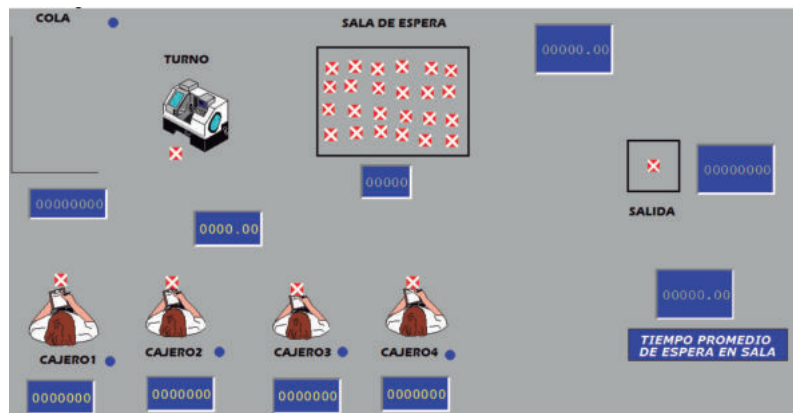 COLA
SALA DE ESPERA
00000.00
TURNO
00000
00000000
00000000
SALIDA
0000.00
00000.00
TIEMPO PROMEDIO
DE ESPERA EN SALA
CAJERO1
CAJERO2
CAJERO3
CAJERO4
0000000
0000000
0000000
0000000